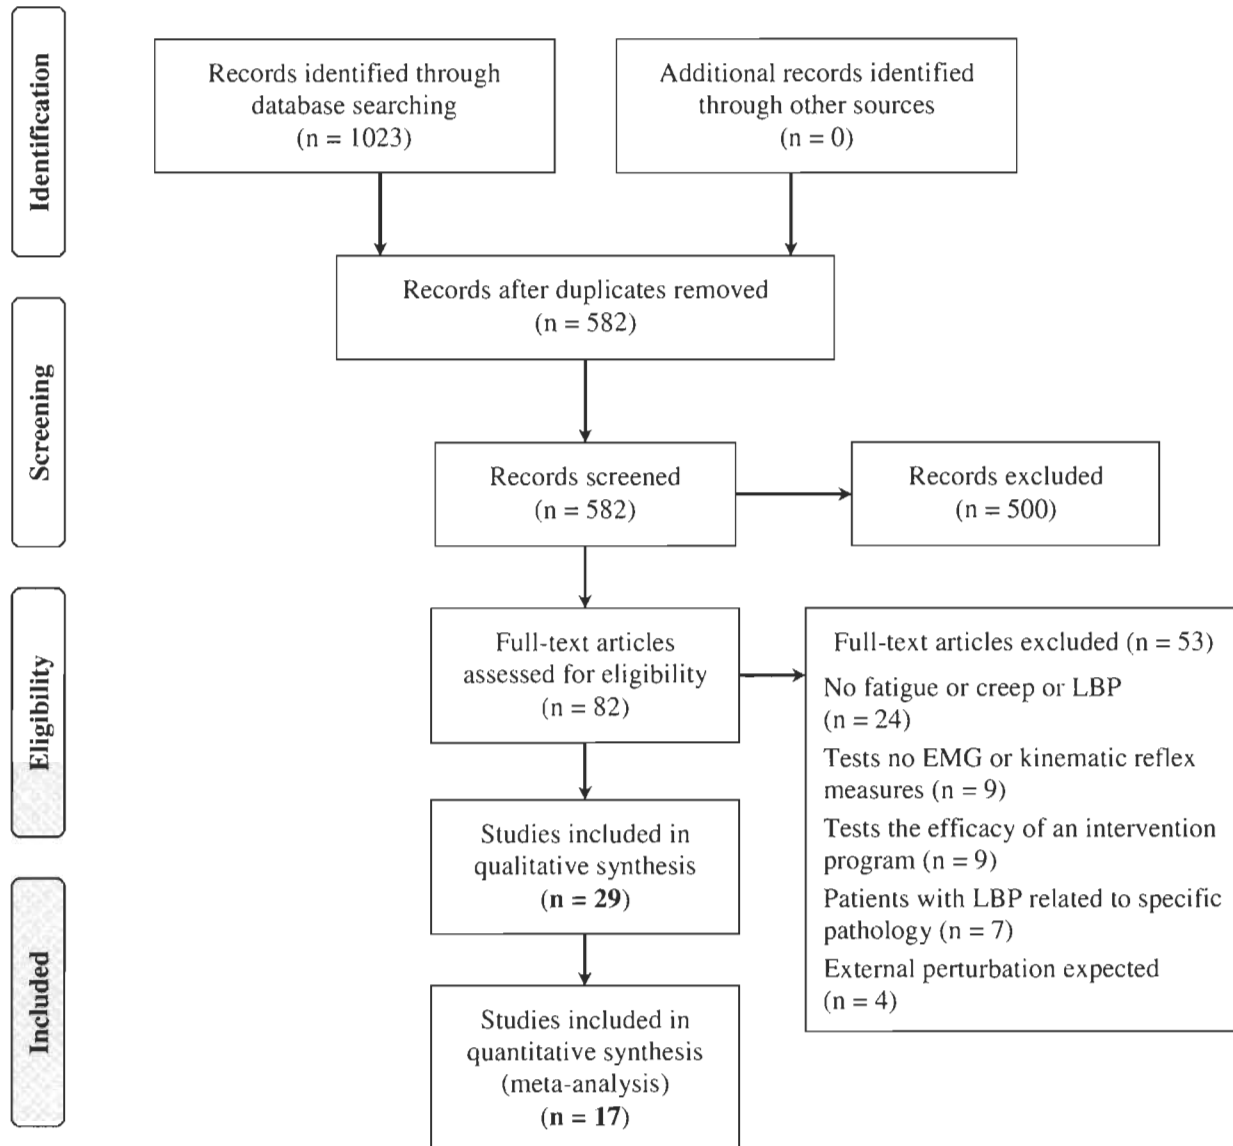 Identification
Records identified through
database searching
(n = 1023)
Additional records identified
through other sources
(n = 0)
Records after duplicates removed
(n = 582)
Screening
Records screened
(n = 582)
Records excluded
(n = 500)
Eligibility
Full-text articles
assessed for eligibility
(n = 82)
Full-text articles excluded (n = 53)
No fatigue or creep or LBP
(n = 24)
Tests no EMG or kinematic reflex
measures (n = 9)
Tests the efficacy of an intervention
program (n = 9)
Patients with LBP related to specific
pathology (n = 7)
External perturbation expected
(n = 4)
Studies included in
qualitative synthesis
(n = 29)
Included
Studies included in
quantitative synthesis
(meta-analysis)
(n = 17)